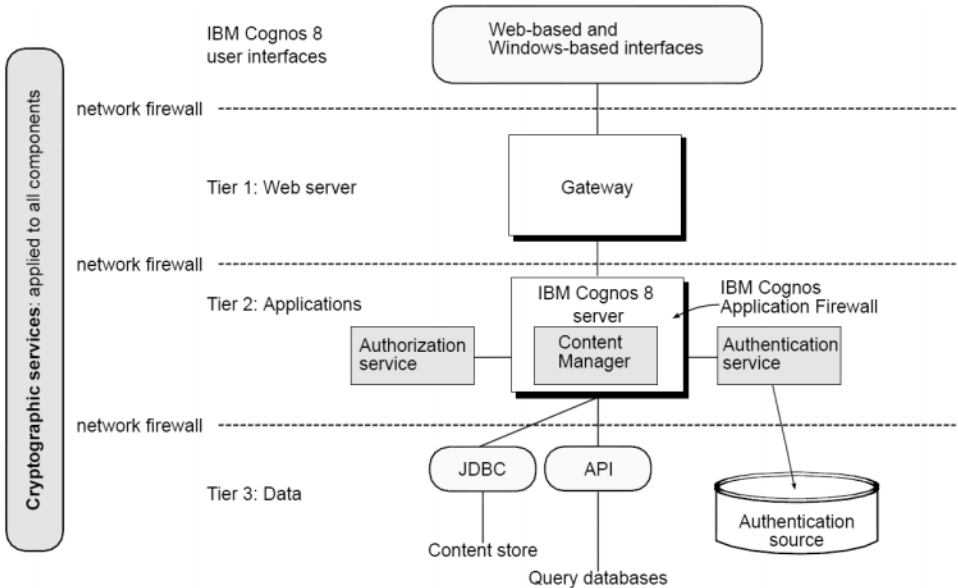 IBM Cognos 8
user interfaces
Web-based and
Windows-based interfaces
network firewall
Tier 1: Web server
Gateway
network firewall
Tier 2: Applications
IBM Cognos 8
server
IBM Cognos
Application Firewall
Authorization
service
Content
Manager
Authentication
service
network firewall
JDBC
API
Tier 3: Data
Authentication
source
Content store
Query databases
Cryptographic services: applied to all components